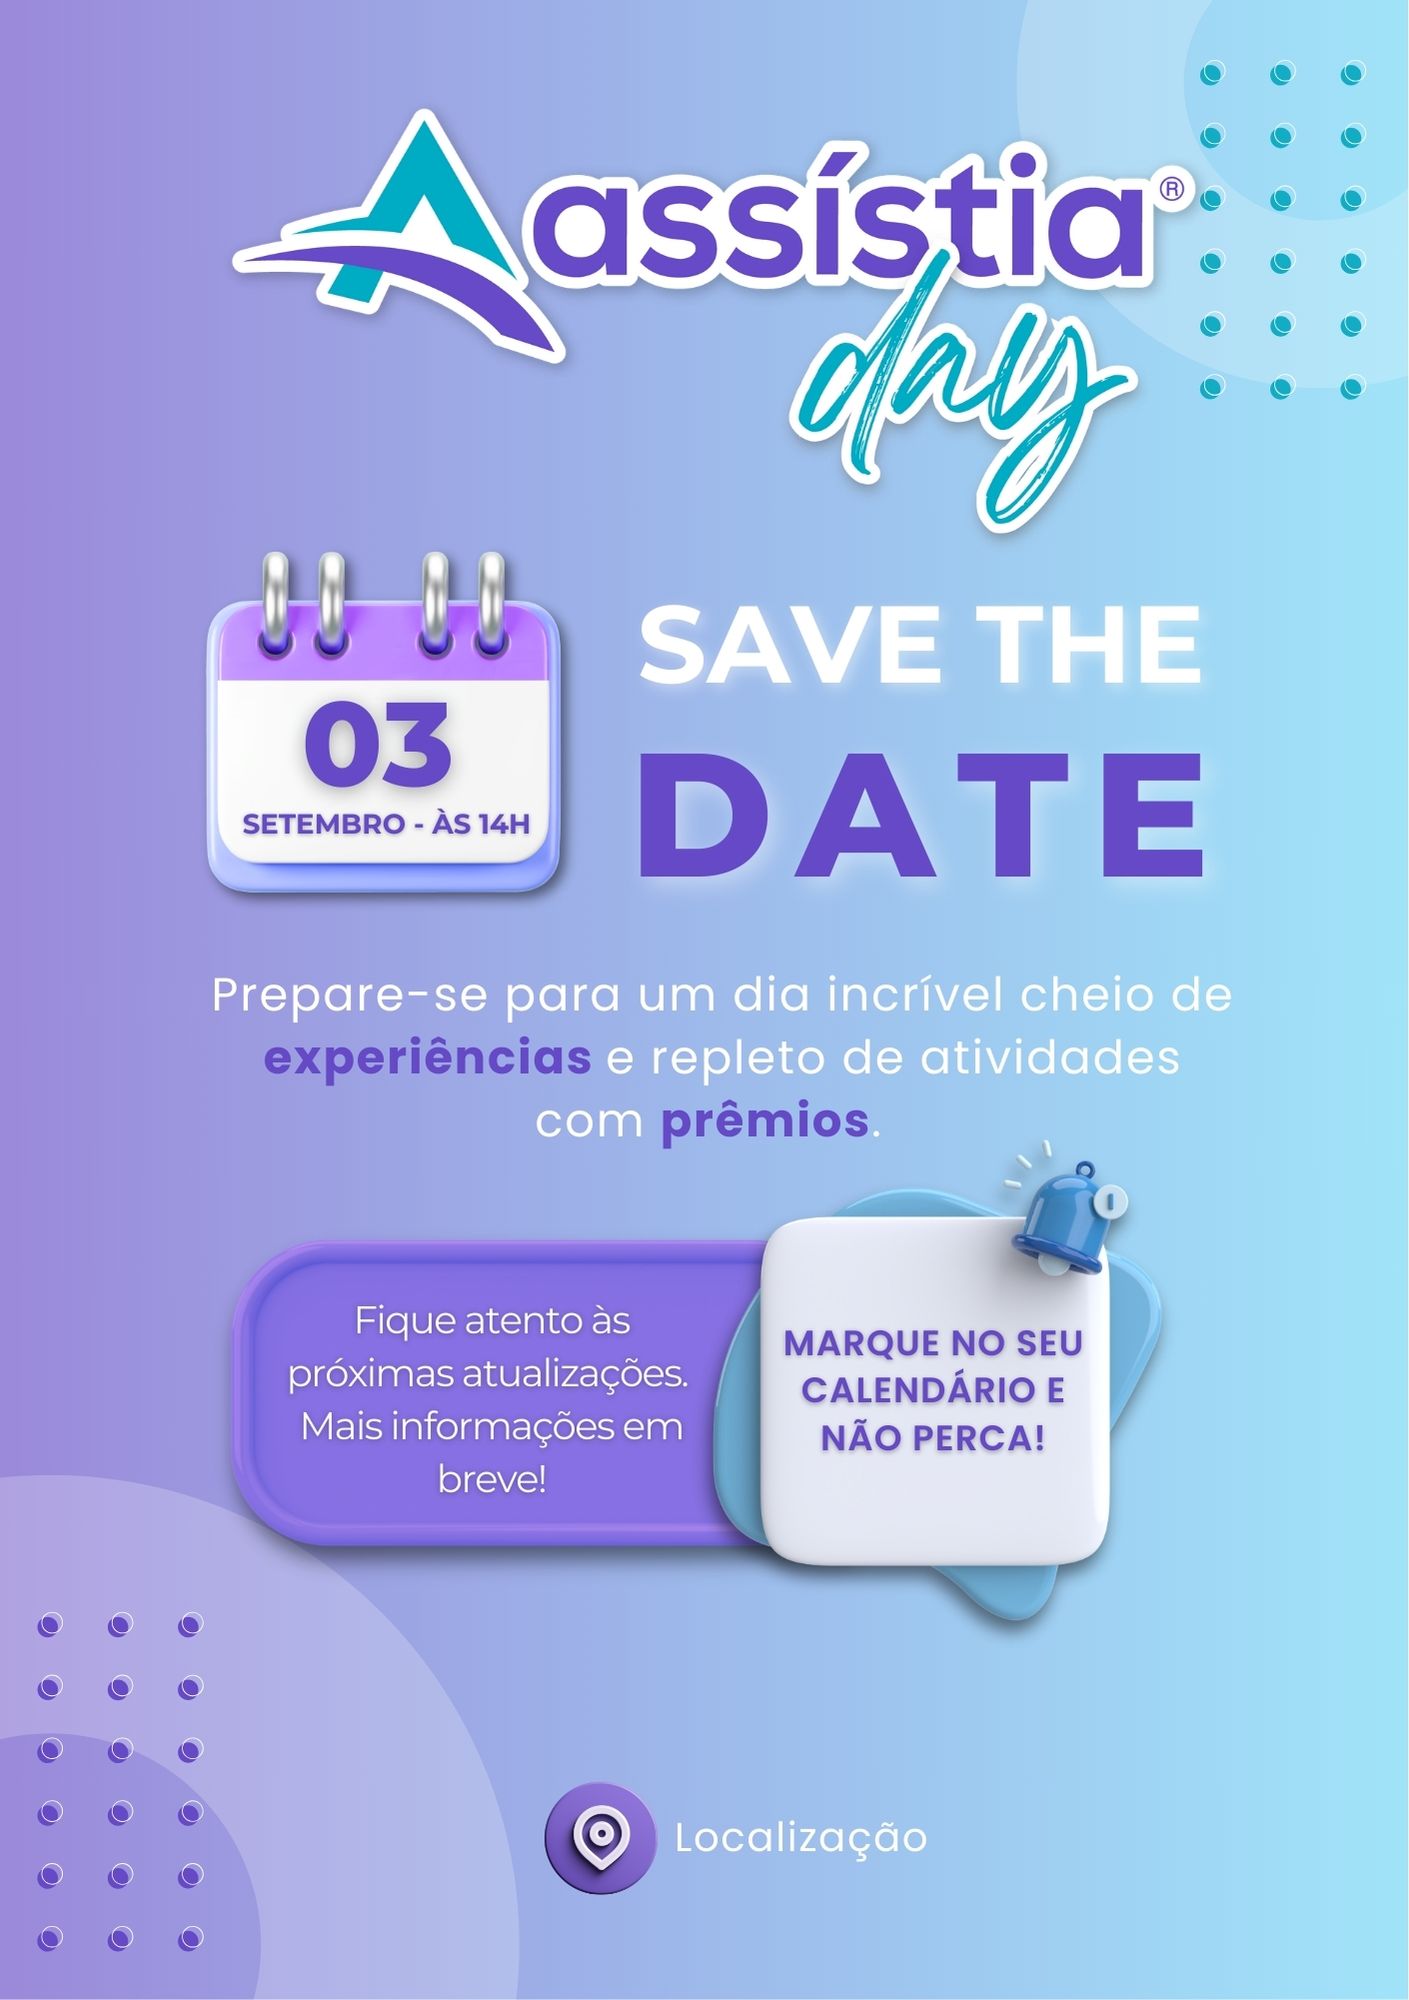 assístia®
day
SAVE THE
DATE
03
SETEMBRO - ÀS 14H
Prepare-se para um dia incrível cheio de
experiências e repleto de atividades
com prêmios.
Fique atento às
próximas atualizações.
Mais informações em
breve!
MARQUE NO SEU
CALENDÁRIO E
NÃO PERCA!
Localização